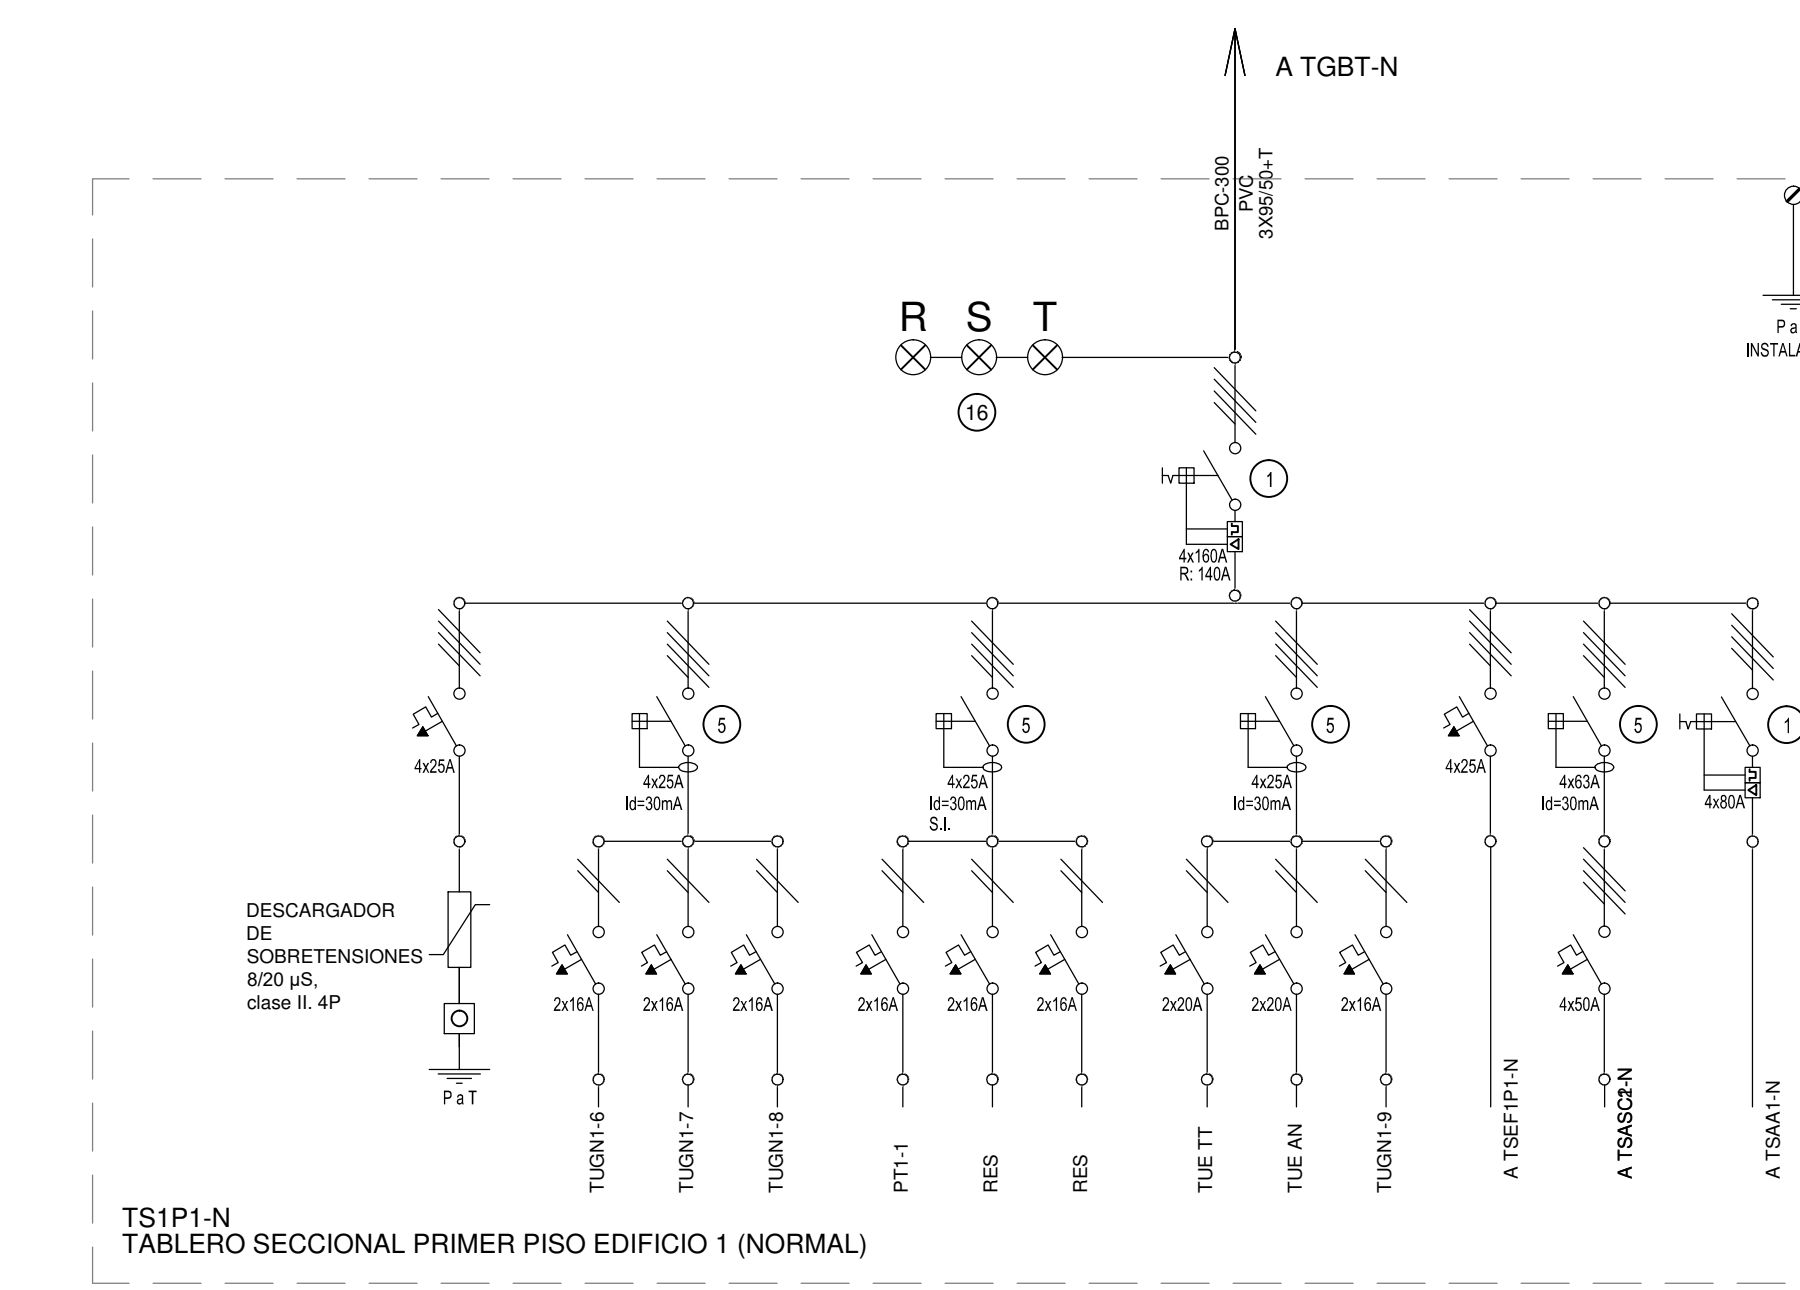 A TGBT-N
BPC-300
PVC
3X95/50+T
R S T
16
1
4x160A
R: 140A
INSTALA
4x25A
5
4x25A
Id=30mA
5
4x25A
Id=30mA
S.I.
5
4x25A
Id=30mA
4x25A
5
4x63A
Id=30mA
1
4x80A
DESCARGADOR
DE
SOBRETENSIONES
8/20 µS,
clase II. 4P
P a T
2x16A
2x16A
2x16A
2x16A
2x16A
2x16A
2x20A
2x20A
2x16A
4x50A
TUGN1-6
TUGN1-7
TUGN1-8
PT1-1
RES
RES
TUE TT
TUE AN
TUGN1-9
A TSEF1P1-N
A TSAA1-N
P a
TS1P1-N
TABLERO SECCIONAL PRIMER PISO EDIFICIO 1 (NORMAL)